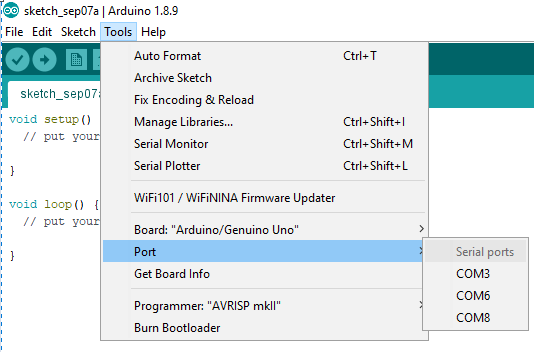 sketch_sep07a | Arduino 1.8.9
File Edit Sketch Tools Help
sketch_sep07a
void setup()
// put your
}
void loop() {
// put your
}
Auto Format Ctrl+T
Archive Sketch
Fix Encoding & Reload
Manage Libraries... Ctrl+Shift+I
Serial Monitor Ctrl+Shift+M
Serial Plotter Ctrl+Shift+L
WiFi101 / WiFiNINA Firmware Updater
Board: "Arduino/Genuino Uno"
Port
Get Board Info
Programmer: "AVRISP mkII"
Burn Bootloader
Serial ports
COM3
COM6
COM8